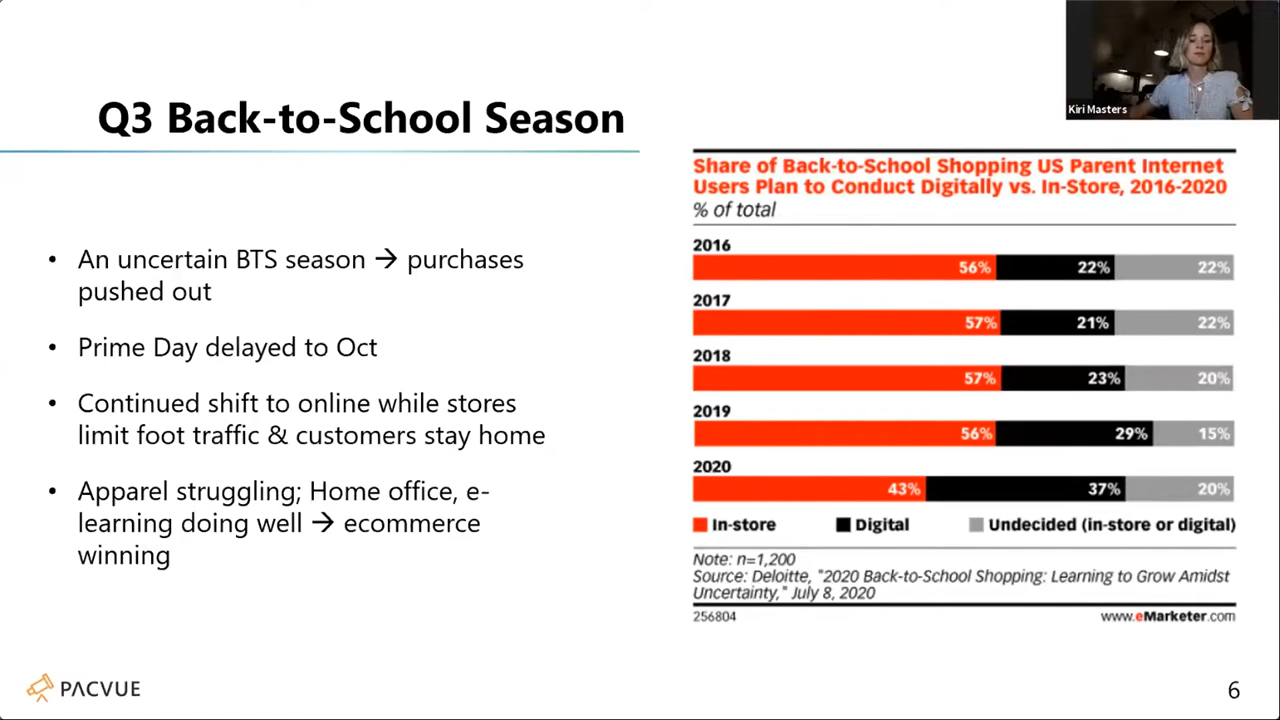 Kiri Masters
Q3 Back-to-School Season
• An uncertain BTS season → purchases
pushed out
• Prime Day delayed to Oct
• Continued shift to online while stores
limit foot traffic & customers stay home
• Apparel struggling; Home office, e-
learning doing well → ecommerce
winning
Share of Back-to-School Shopping US Parent Internet
Users Plan to Conduct Digitally vs. In-Store, 2016-2020
% of total
2016
56% 22% 22%
2017
57% 21% 22%
2018
57% 23% 20%
2019
56% 29% 15%
2020
43% 37% 20%
In-store Digital Undecided (in-store or digital)
Note: n=1,200
Source: Deloitte, "2020 Back-to-School Shopping: Learning to Grow Amidst
Uncertainty," July 8, 2020
256804 www.eMarketer.com
PACVUE
6